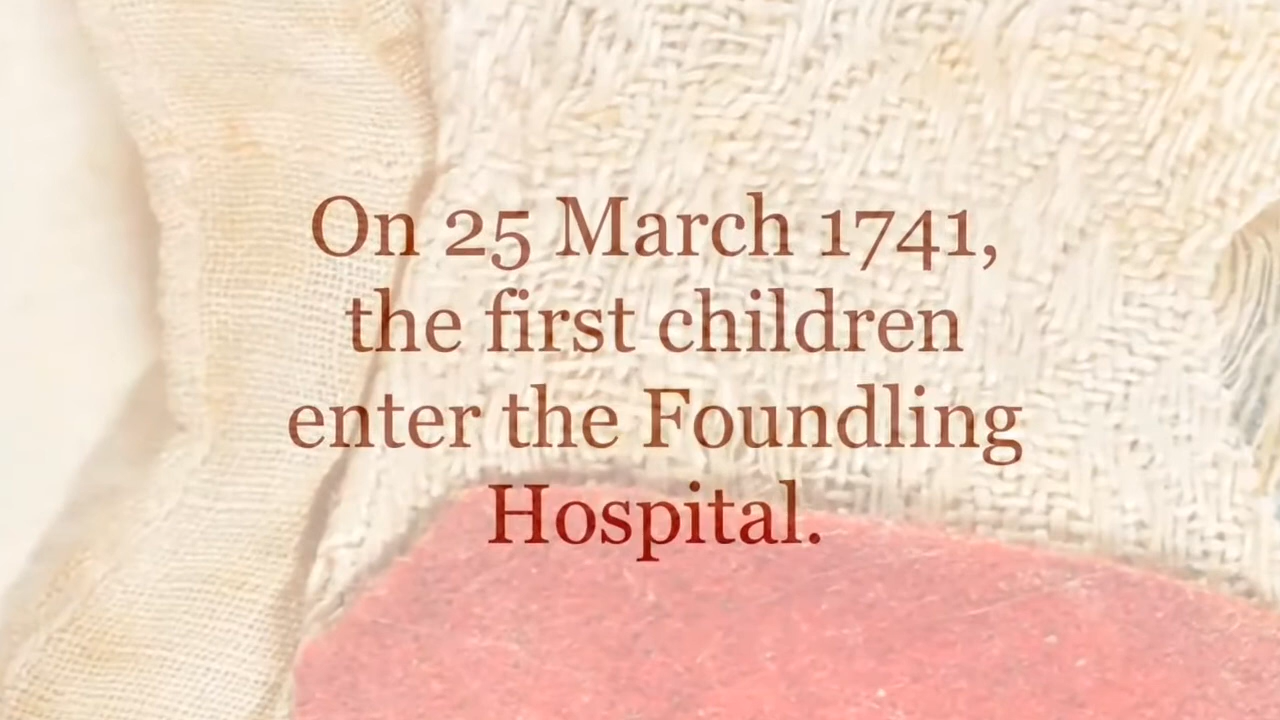 On 25 March 1741,
the first children
enter the Foundling
Hospital.